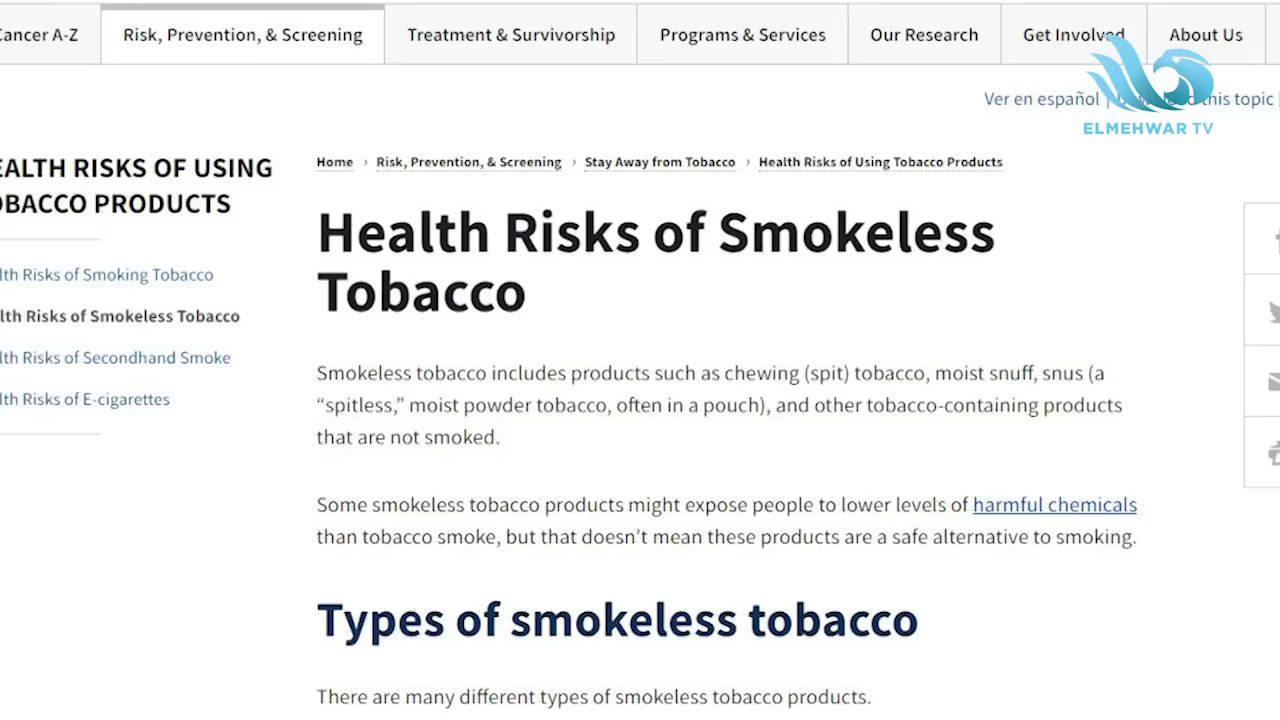 Cancer A-Z
Risk, Prevention, & Screening
Treatment & Survivorship
Programs & Services
Our Research
Get Involved
About Us
Ver en español | Download this topic |
ELMEHWAR TV
EALTH RISKS OF USING
OBACCO PRODUCTS
lth Risks of Smoking Tobacco
lth Risks of Smokeless Tobacco
lth Risks of Secondhand Smoke
lth Risks of E-cigarettes
Home › Risk, Prevention, & Screening › Stay Away from Tobacco › Health Risks of Using Tobacco Products
Health Risks of Smokeless
Tobacco
Smokeless tobacco includes products such as chewing (spit) tobacco, moist snuff, snus (a
“spitless,” moist powder tobacco, often in a pouch), and other tobacco-containing products
that are not smoked.
Some smokeless tobacco products might expose people to lower levels of harmful chemicals
than tobacco smoke, but that doesn’t mean these products are a safe alternative to smoking.
Types of smokeless tobacco
There are many different types of smokeless tobacco products.